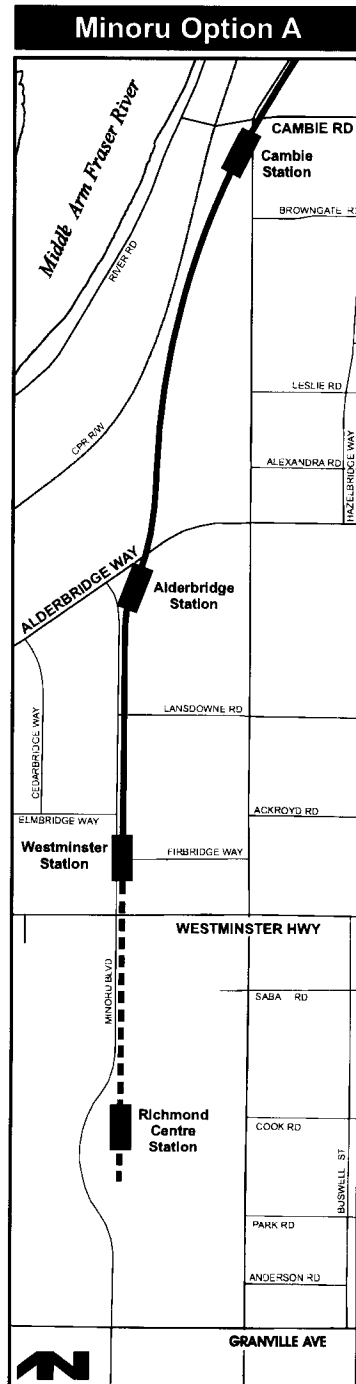 Minoru Option A
CAMBIE RD
Cambie
Station
BROWNGATE R
Middle Arm Fraser River
RIVER RD
LESLIE RD
CPR R/W
ALEXANDRA RD
HAZELBRIDGE WAY
ALDERBRIDGE WAY
Alderbridge
Station
LANSDOWNE RD
CEDARBRIDGE WAY
ELMBRIDGE WAY
ACKROYD RD
Westminster
Station
FIRBRIDGE WAY
WESTMINSTER HWY
MINORU BLVD
SABA RD
Richmond
Centre
Station
COOK RD
BUSWELL ST
PARK RD
ANDERSON RD
GRANVILLE AVE
N